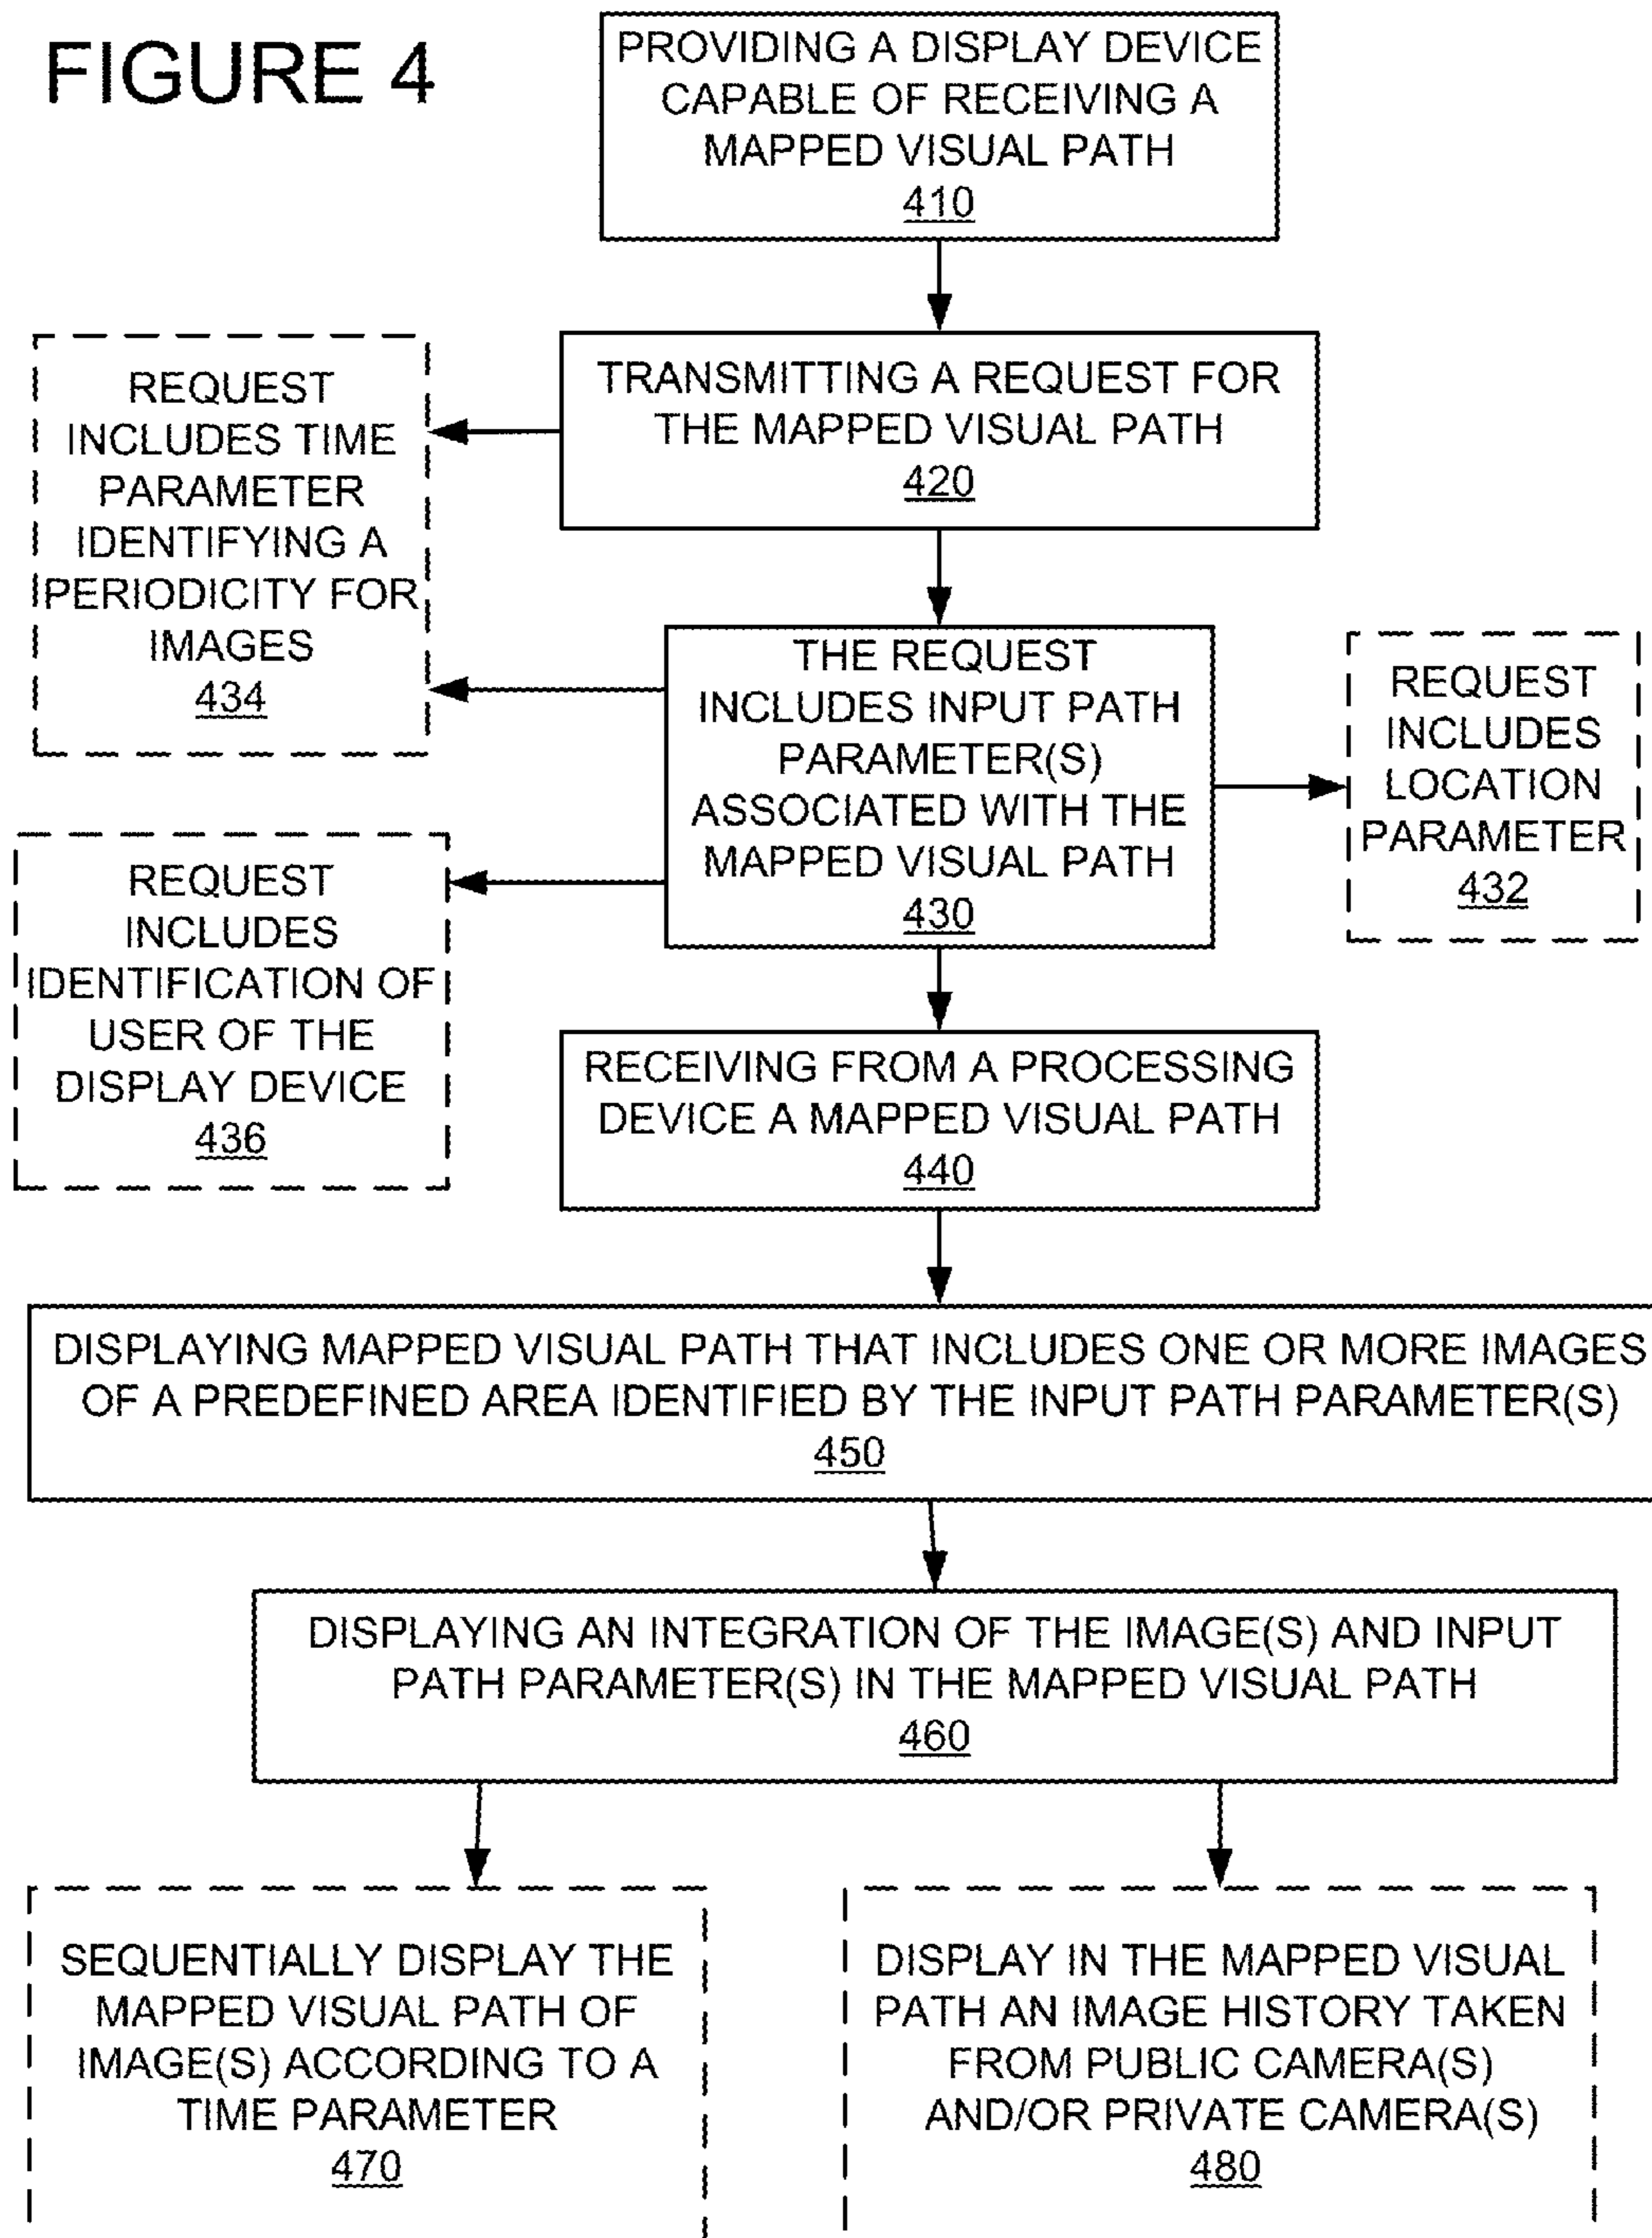 FIGURE 4
PROVIDING A DISPLAY DEVICE
CAPABLE OF RECEIVING A
MAPPED VISUAL PATH
410
TRANSMITTING A REQUEST FOR
THE MAPPED VISUAL PATH
420
REQUEST
INCLUDES TIME
PARAMETER
IDENTIFYING A
PERIODICITY FOR
IMAGES
434
THE REQUEST
INCLUDES INPUT PATH
PARAMETER(S)
ASSOCIATED WITH THE
MAPPED VISUAL PATH
430
REQUEST
INCLUDES
LOCATION
PARAMETER
432
REQUEST
INCLUDES
IDENTIFICATION OF
USER OF THE
DISPLAY DEVICE
436
RECEIVING FROM A PROCESSING
DEVICE A MAPPED VISUAL PATH
440
DISPLAYING MAPPED VISUAL PATH THAT INCLUDES ONE OR MORE IMAGES
OF A PREDEFINED AREA IDENTIFIED BY THE INPUT PATH PARAMETER(S)
450
DISPLAYING AN INTEGRATION OF THE IMAGE(S) AND INPUT
PATH PARAMETER(S) IN THE MAPPED VISUAL PATH
460
SEQUENTIALLY DISPLAY THE
MAPPED VISUAL PATH OF
IMAGE(S) ACCORDING TO A
TIME PARAMETER
470
DISPLAY IN THE MAPPED VISUAL
PATH AN IMAGE HISTORY TAKEN
FROM PUBLIC CAMERA(S)
AND/OR PRIVATE CAMERA(S)
480